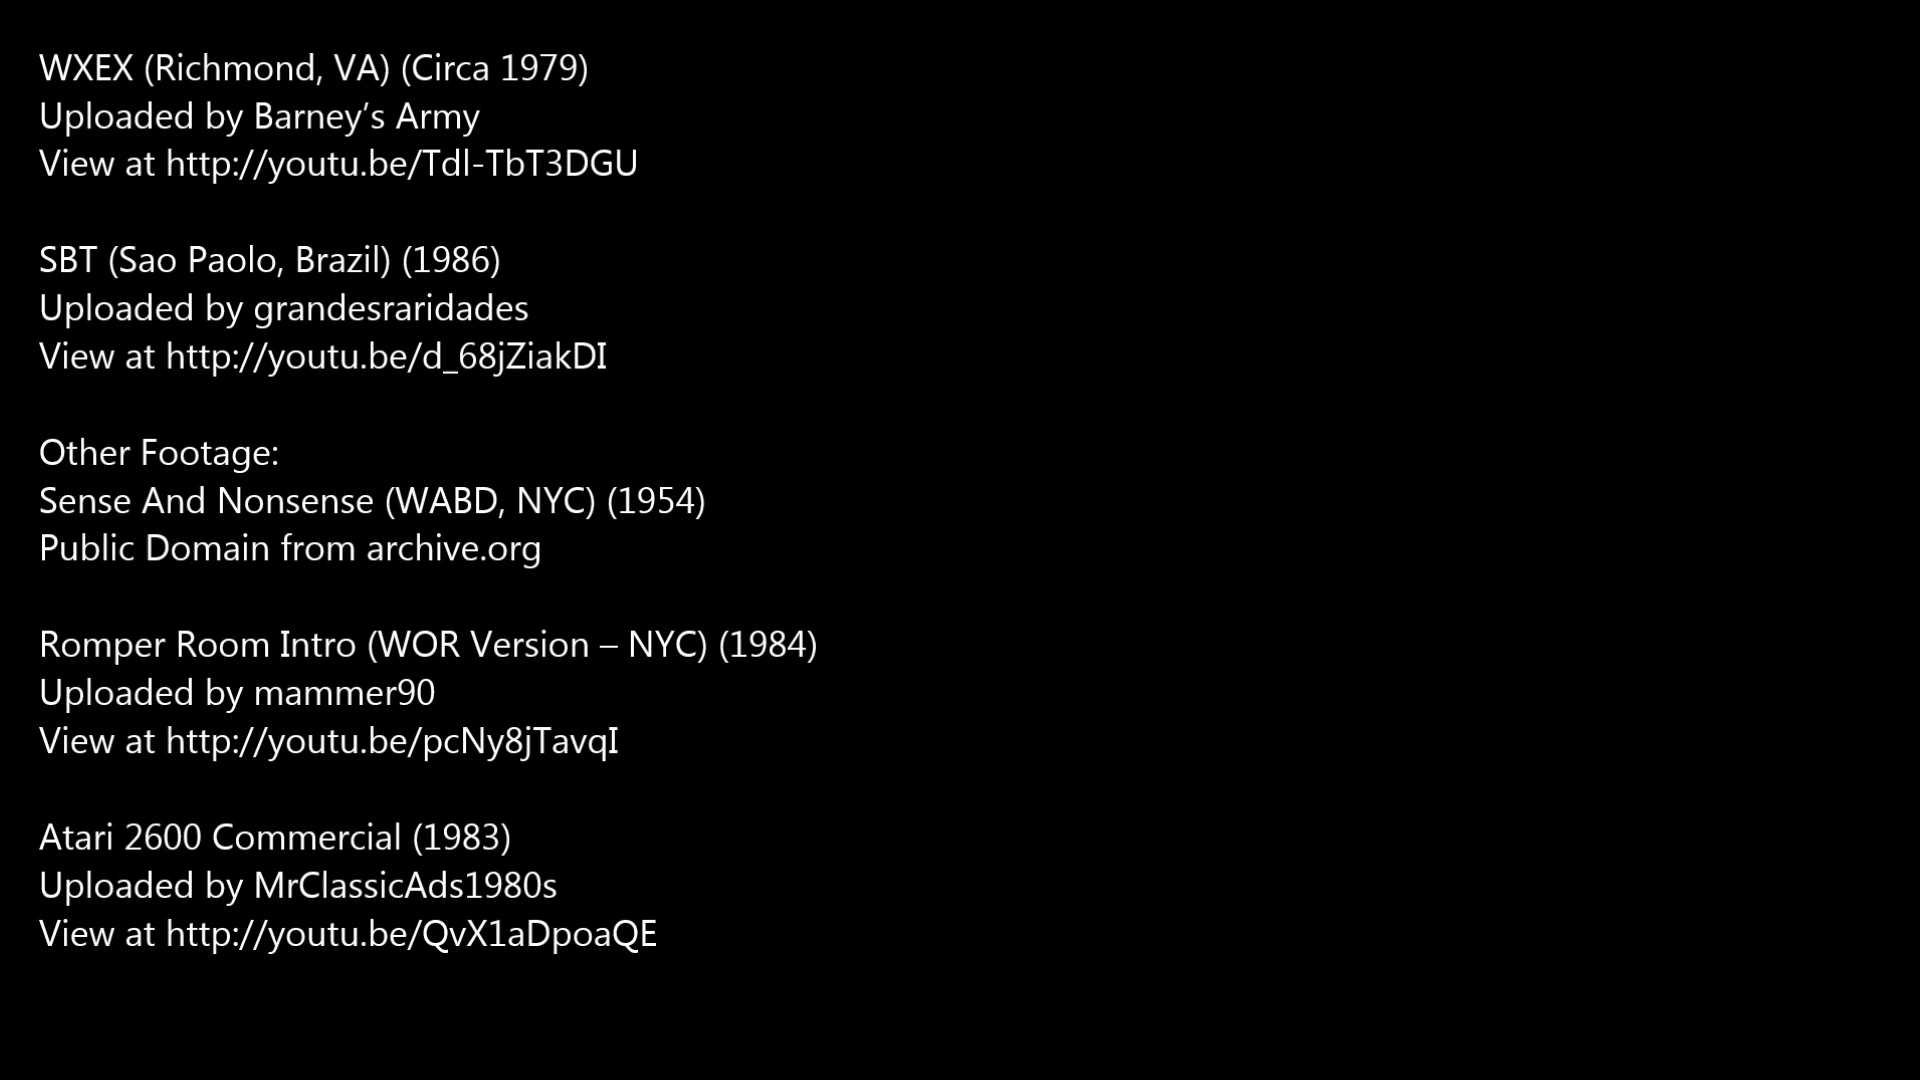 WXEX (Richmond, VA) (Circa 1979)
Uploaded by Barney’s Army
View at http://youtu.be/Tdl-TbT3DGU
SBT (Sao Paolo, Brazil) (1986)
Uploaded by grandesraridades
View at http://youtu.be/d_68jZiakDI
Other Footage:
Sense And Nonsense (WABD, NYC) (1954)
Public Domain from archive.org
Romper Room Intro (WOR Version – NYC) (1984)
Uploaded by mammer90
View at http://youtu.be/pcNy8jTavqI
Atari 2600 Commercial (1983)
Uploaded by MrClassicAds1980s
View at http://youtu.be/QvX1aDpoaQE